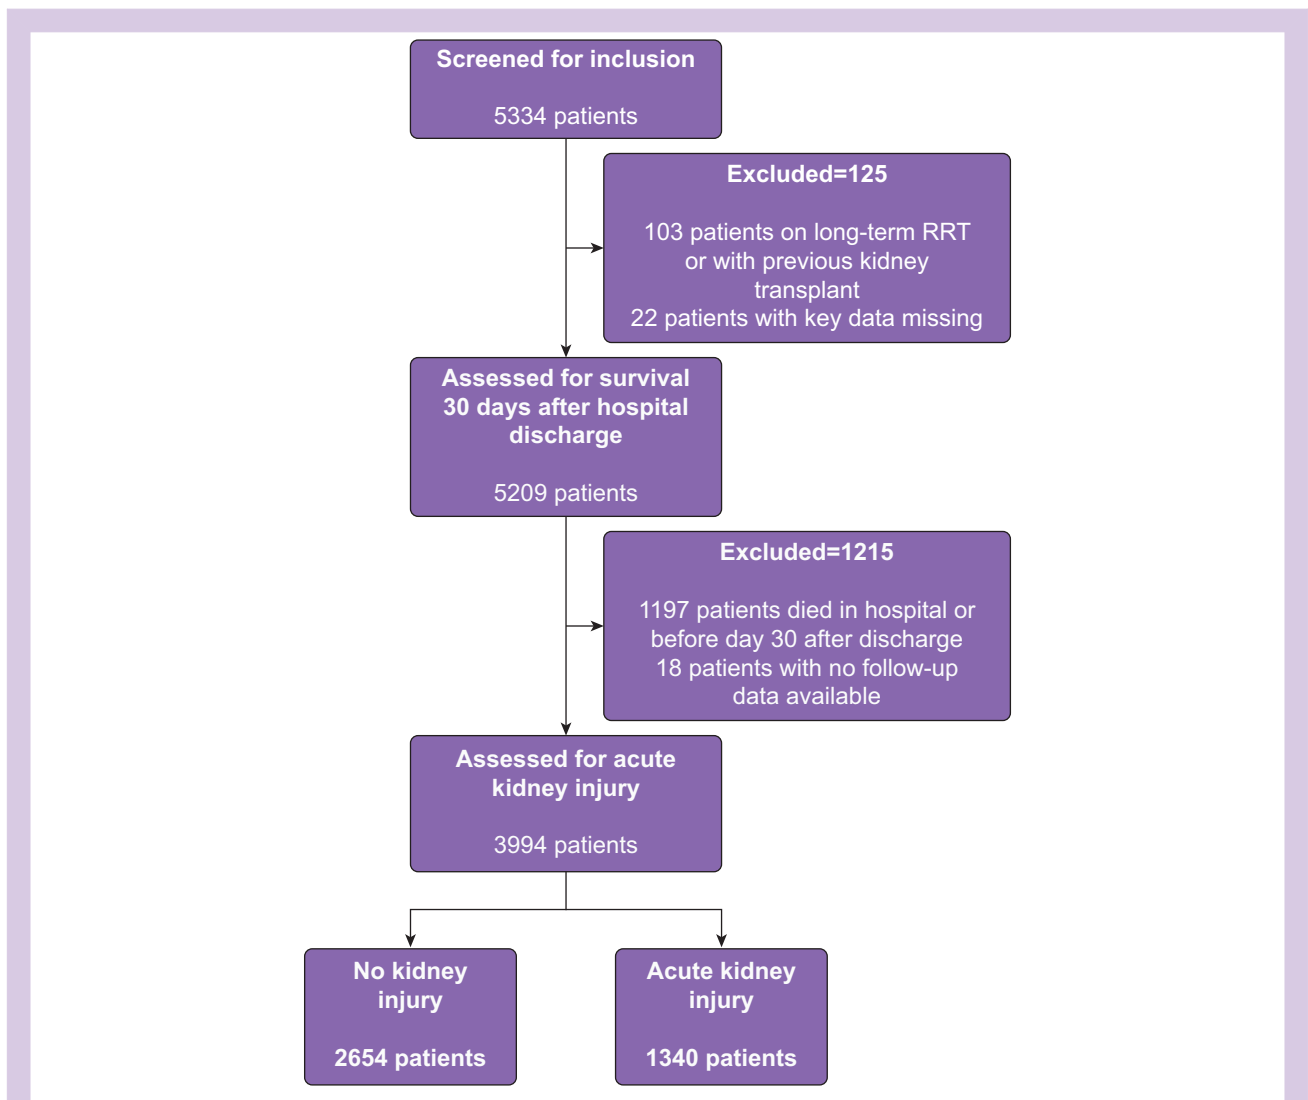 Screened for inclusion
5334 patients
Excluded=125
103 patients on long-term RRT
or with previous kidney
transplant
22 patients with key data missing
Assessed for survival
30 days after hospital
discharge
5209 patients
Excluded=1215
1197 patients died in hospital or
before day 30 after discharge
18 patients with no follow-up
data available
Assessed for acute
kidney injury
3994 patients
No kidney
injury
2654 patients
Acute kidney
injury
1340 patients